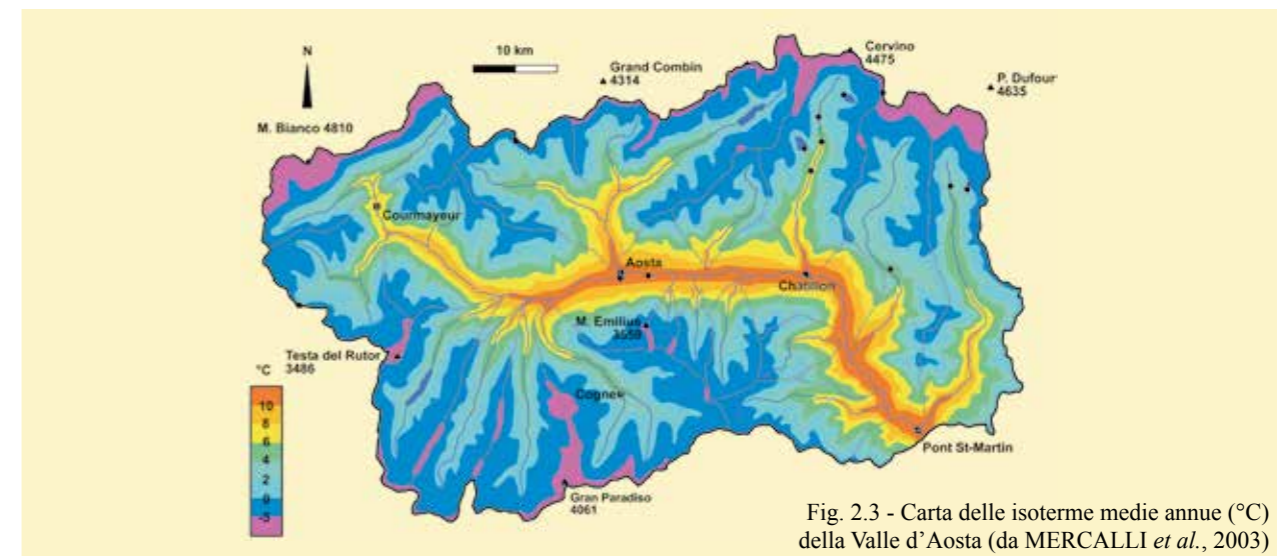 N
10 km
Cervino
4475
Grand Combin
4314
P. Dufour
4635
M. Bianco 4810
Courmayeur
Aosta
Chatillon
M. Emilius
3559
Testa del Rutor
3486
°C
10
8
6
4
2
0
-3
Cogne
Pont St-Martin
Gran Paradiso
4061
Fig. 2.3 - Carta delle isoterme medie annue (°C)
della Valle d’Aosta (da MERCALLI et al., 2003)